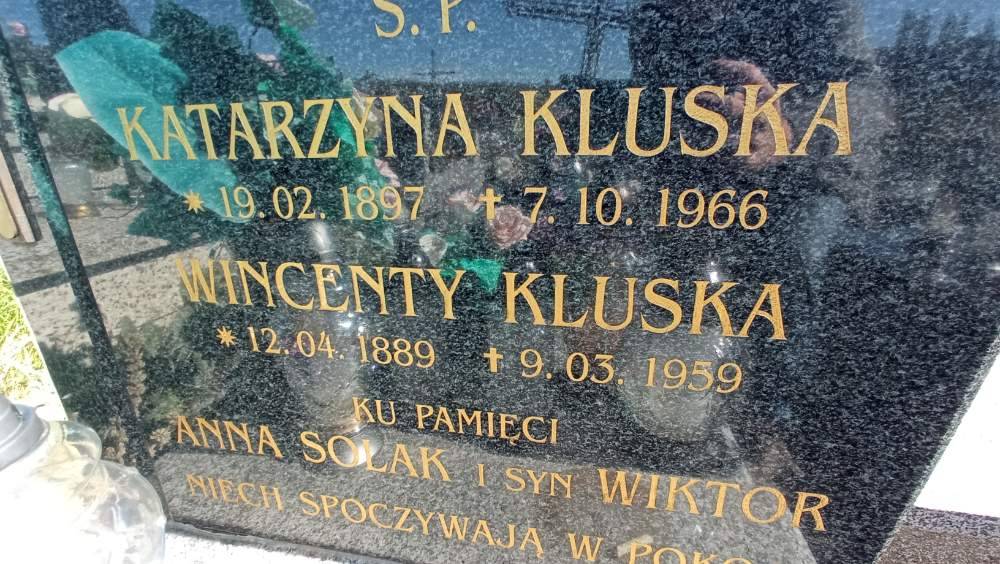 Ś. P.
KATARZYNA KLUSKA
* 19. 02. 1897 ✝ 7. 10. 1966
WINCENTY KLUSKA
* 12. 04. 1889 ✝ 9. 03. 1959
KU PAMIĘCI
ANNA SOLAK I SYN WIKTOR
NIECH SPOCZYWAJĄ W